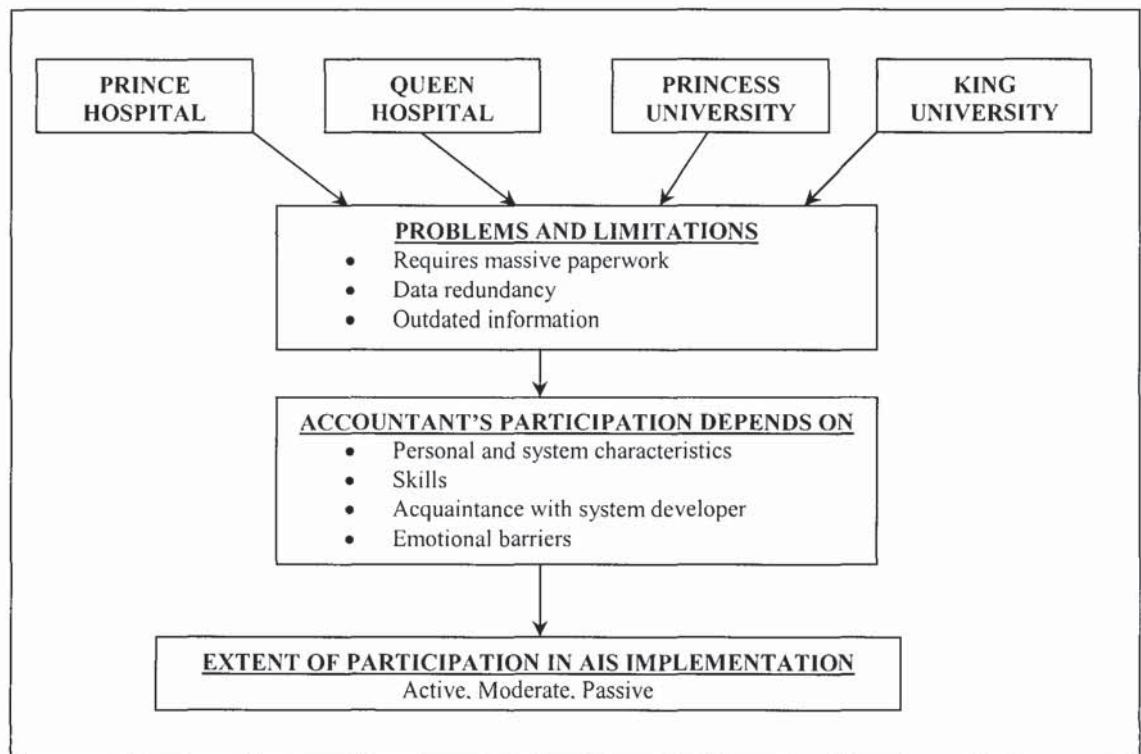 PRINCE
HOSPITAL
QUEEN
HOSPITAL
PRINCESS
UNIVERSITY
KING
UNIVERSITY
PROBLEMS AND LIMITATIONS
• Requires massive paperwork
• Data redundancy
• Outdated information
ACCOUNTANT'S PARTICIPATION DEPENDS ON
• Personal and system characteristics
• Skills
• Acquaintance with system developer
• Emotional barriers
EXTENT OF PARTICIPATION IN AIS IMPLEMENTATION
Active, Moderate, Passive